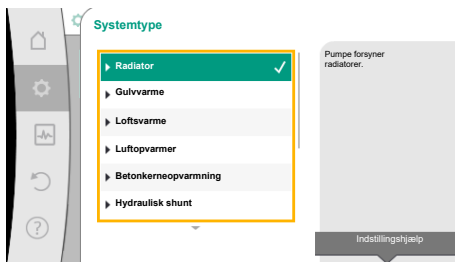 Systemtype
Radiator
Gulvvarme
Loftsvarme
Luftopvarmer
Betonkerneopvarmning
Hydraulisk shunt
Pumpe forsyner
radiatorer.
Indstillingshjælp
?